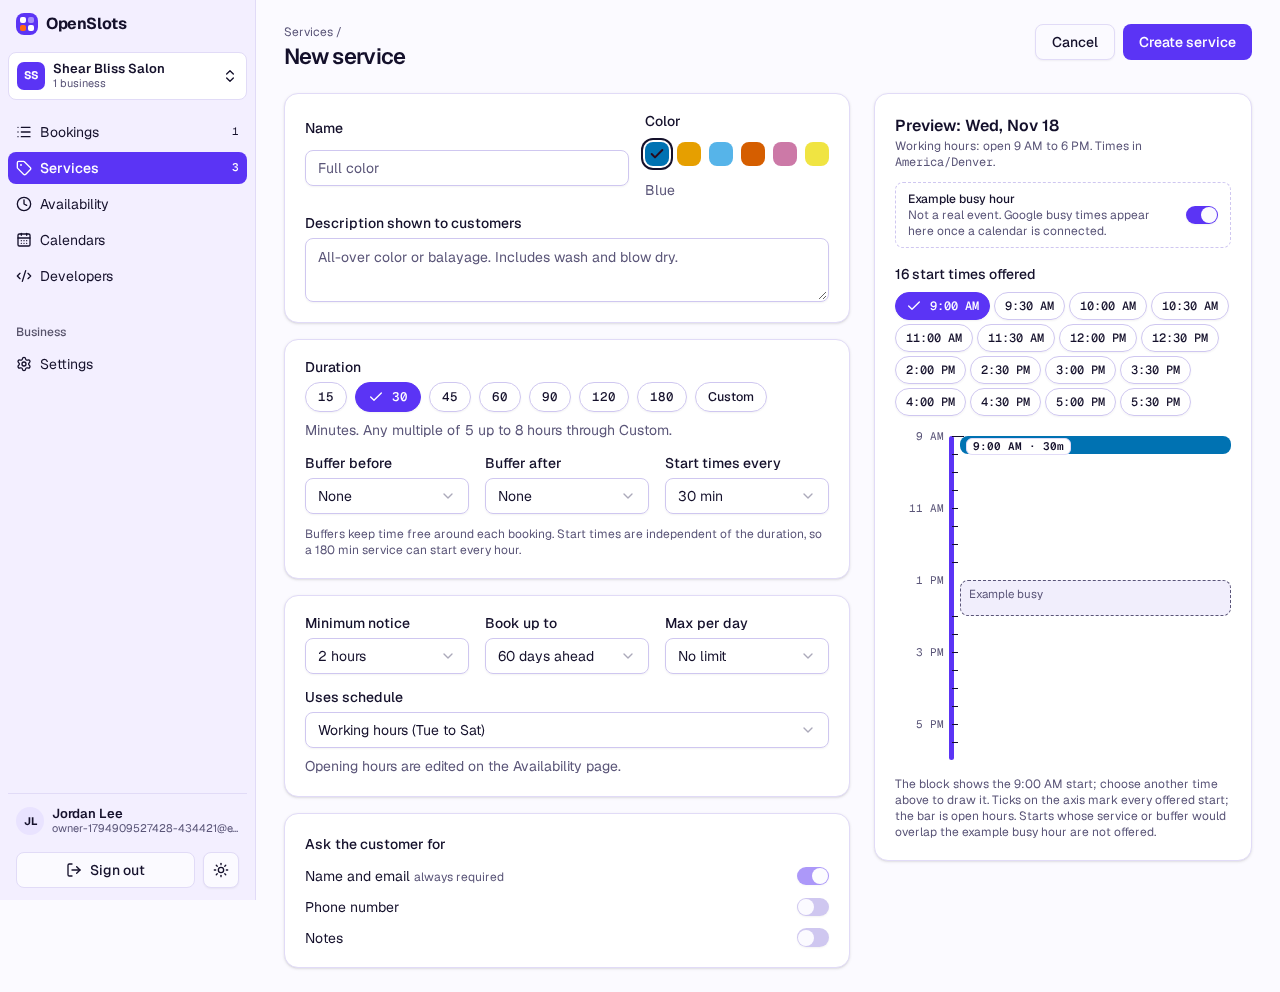 OpenSlots
SS
Shear Bliss Salon
1 business
Bookings 1
Services 3
Availability
Calendars
Developers
Business
Settings
JL
Jordan Lee
owner-1794909527428-434421@e...
Sign out
Services /
New service
Cancel
Create service
Name
Full color
Color
Blue
Description shown to customers
All-over color or balayage. Includes wash and blow dry.
Duration
15 30 45 60 90 120 180 Custom
Minutes. Any multiple of 5 up to 8 hours through Custom.
Buffer before Buffer after Start times every
None None 30 min
Buffers keep time free around each booking. Start times are independent of the duration, so
a 180 min service can start every hour.
Minimum notice Book up to Max per day
2 hours 60 days ahead No limit
Uses schedule
Working hours (Tue to Sat)
Opening hours are edited on the Availability page.
Ask the customer for
Name and email always required
Phone number
Notes
Preview: Wed, Nov 18
Working hours: open 9 AM to 6 PM. Times in
America/Denver.
Example busy hour
Not a real event. Google busy times appear
here once a calendar is connected.
16 start times offered
9:00 AM 9:30 AM 10:00 AM 10:30 AM
11:00 AM 11:30 AM 12:00 PM 12:30 PM
2:00 PM 2:30 PM 3:00 PM 3:30 PM
4:00 PM 4:30 PM 5:00 PM 5:30 PM
9 AM
9:00 AM · 30m
11 AM
1 PM
Example busy
3 PM
5 PM
The block shows the 9:00 AM start; choose another time
above to draw it. Ticks on the axis mark every offered start;
the bar is open hours. Starts whose service or buffer would
overlap the example busy hour are not offered.